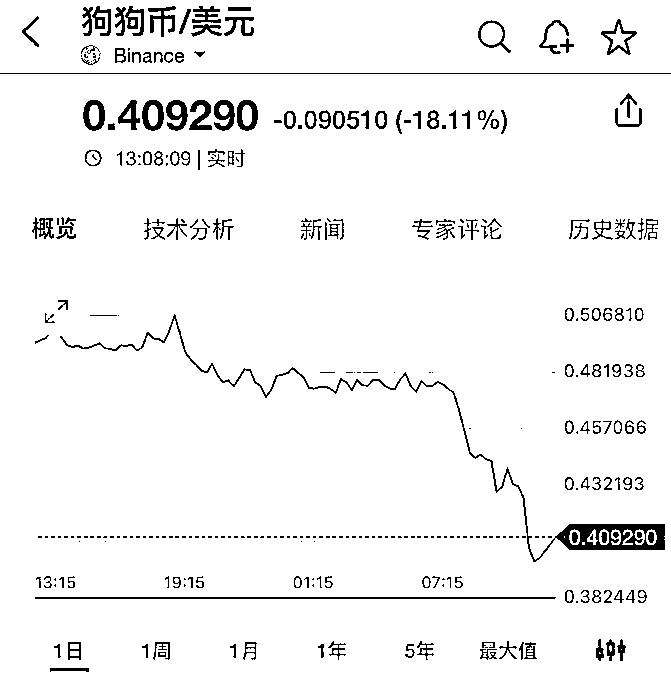 狗狗币/美元
Binance
0.409290 -0.090510 (-18.11%)
13:08:09 | 实时
概览 技术分析 新闻 专家评论 历史数据
0.506810
0.481938
0.457066
0.432193
0.409290
13:15 19:15 01:15 07:15
0.382449
1日 1周 1月 1年 5年 最大值